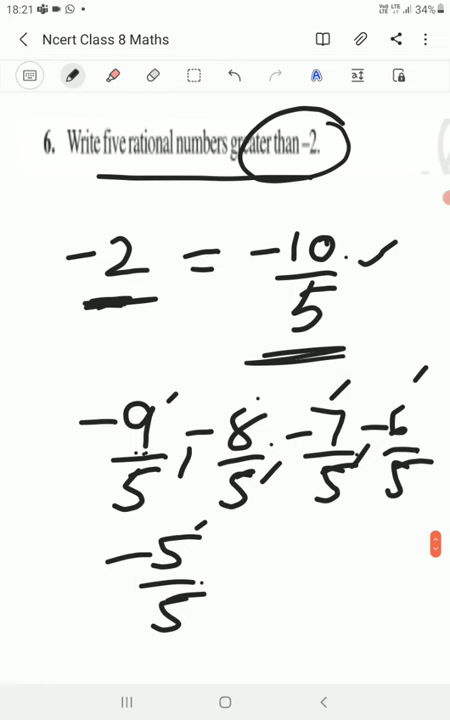 18:21 34%
Ncert Class 8 Maths
6. Write five rational numbers greater than –2.
-2 = -10/5
-9/5, -8/5, -7/5, -6/5
-5/5